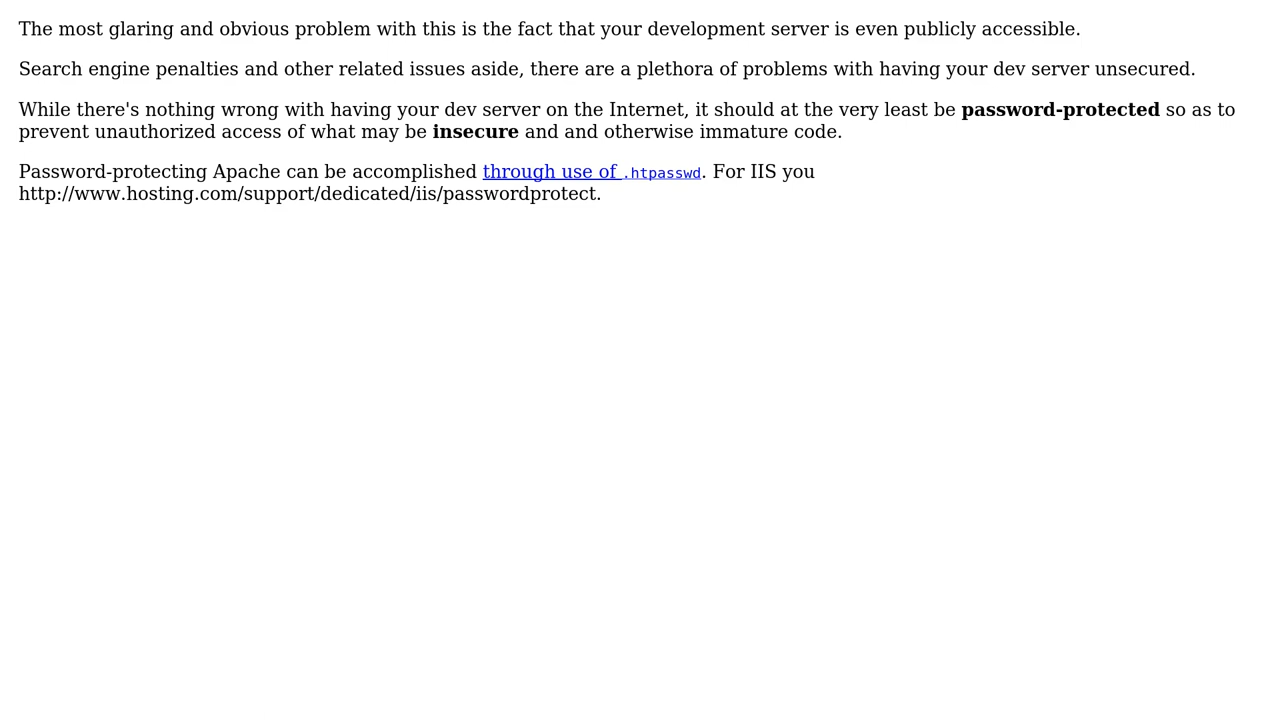 The most glaring and obvious problem with this is the fact that your development server is even publicly accessible.
Search engine penalties and other related issues aside, there are a plethora of problems with having your dev server unsecured.
While there's nothing wrong with having your dev server on the Internet, it should at the very least be password-protected so as to
prevent unauthorized access of what may be insecure and and otherwise immature code.
Password-protecting Apache can be accomplished through use of .htpasswd. For IIS you
http://www.hosting.com/support/dedicated/iis/passwordprotect.